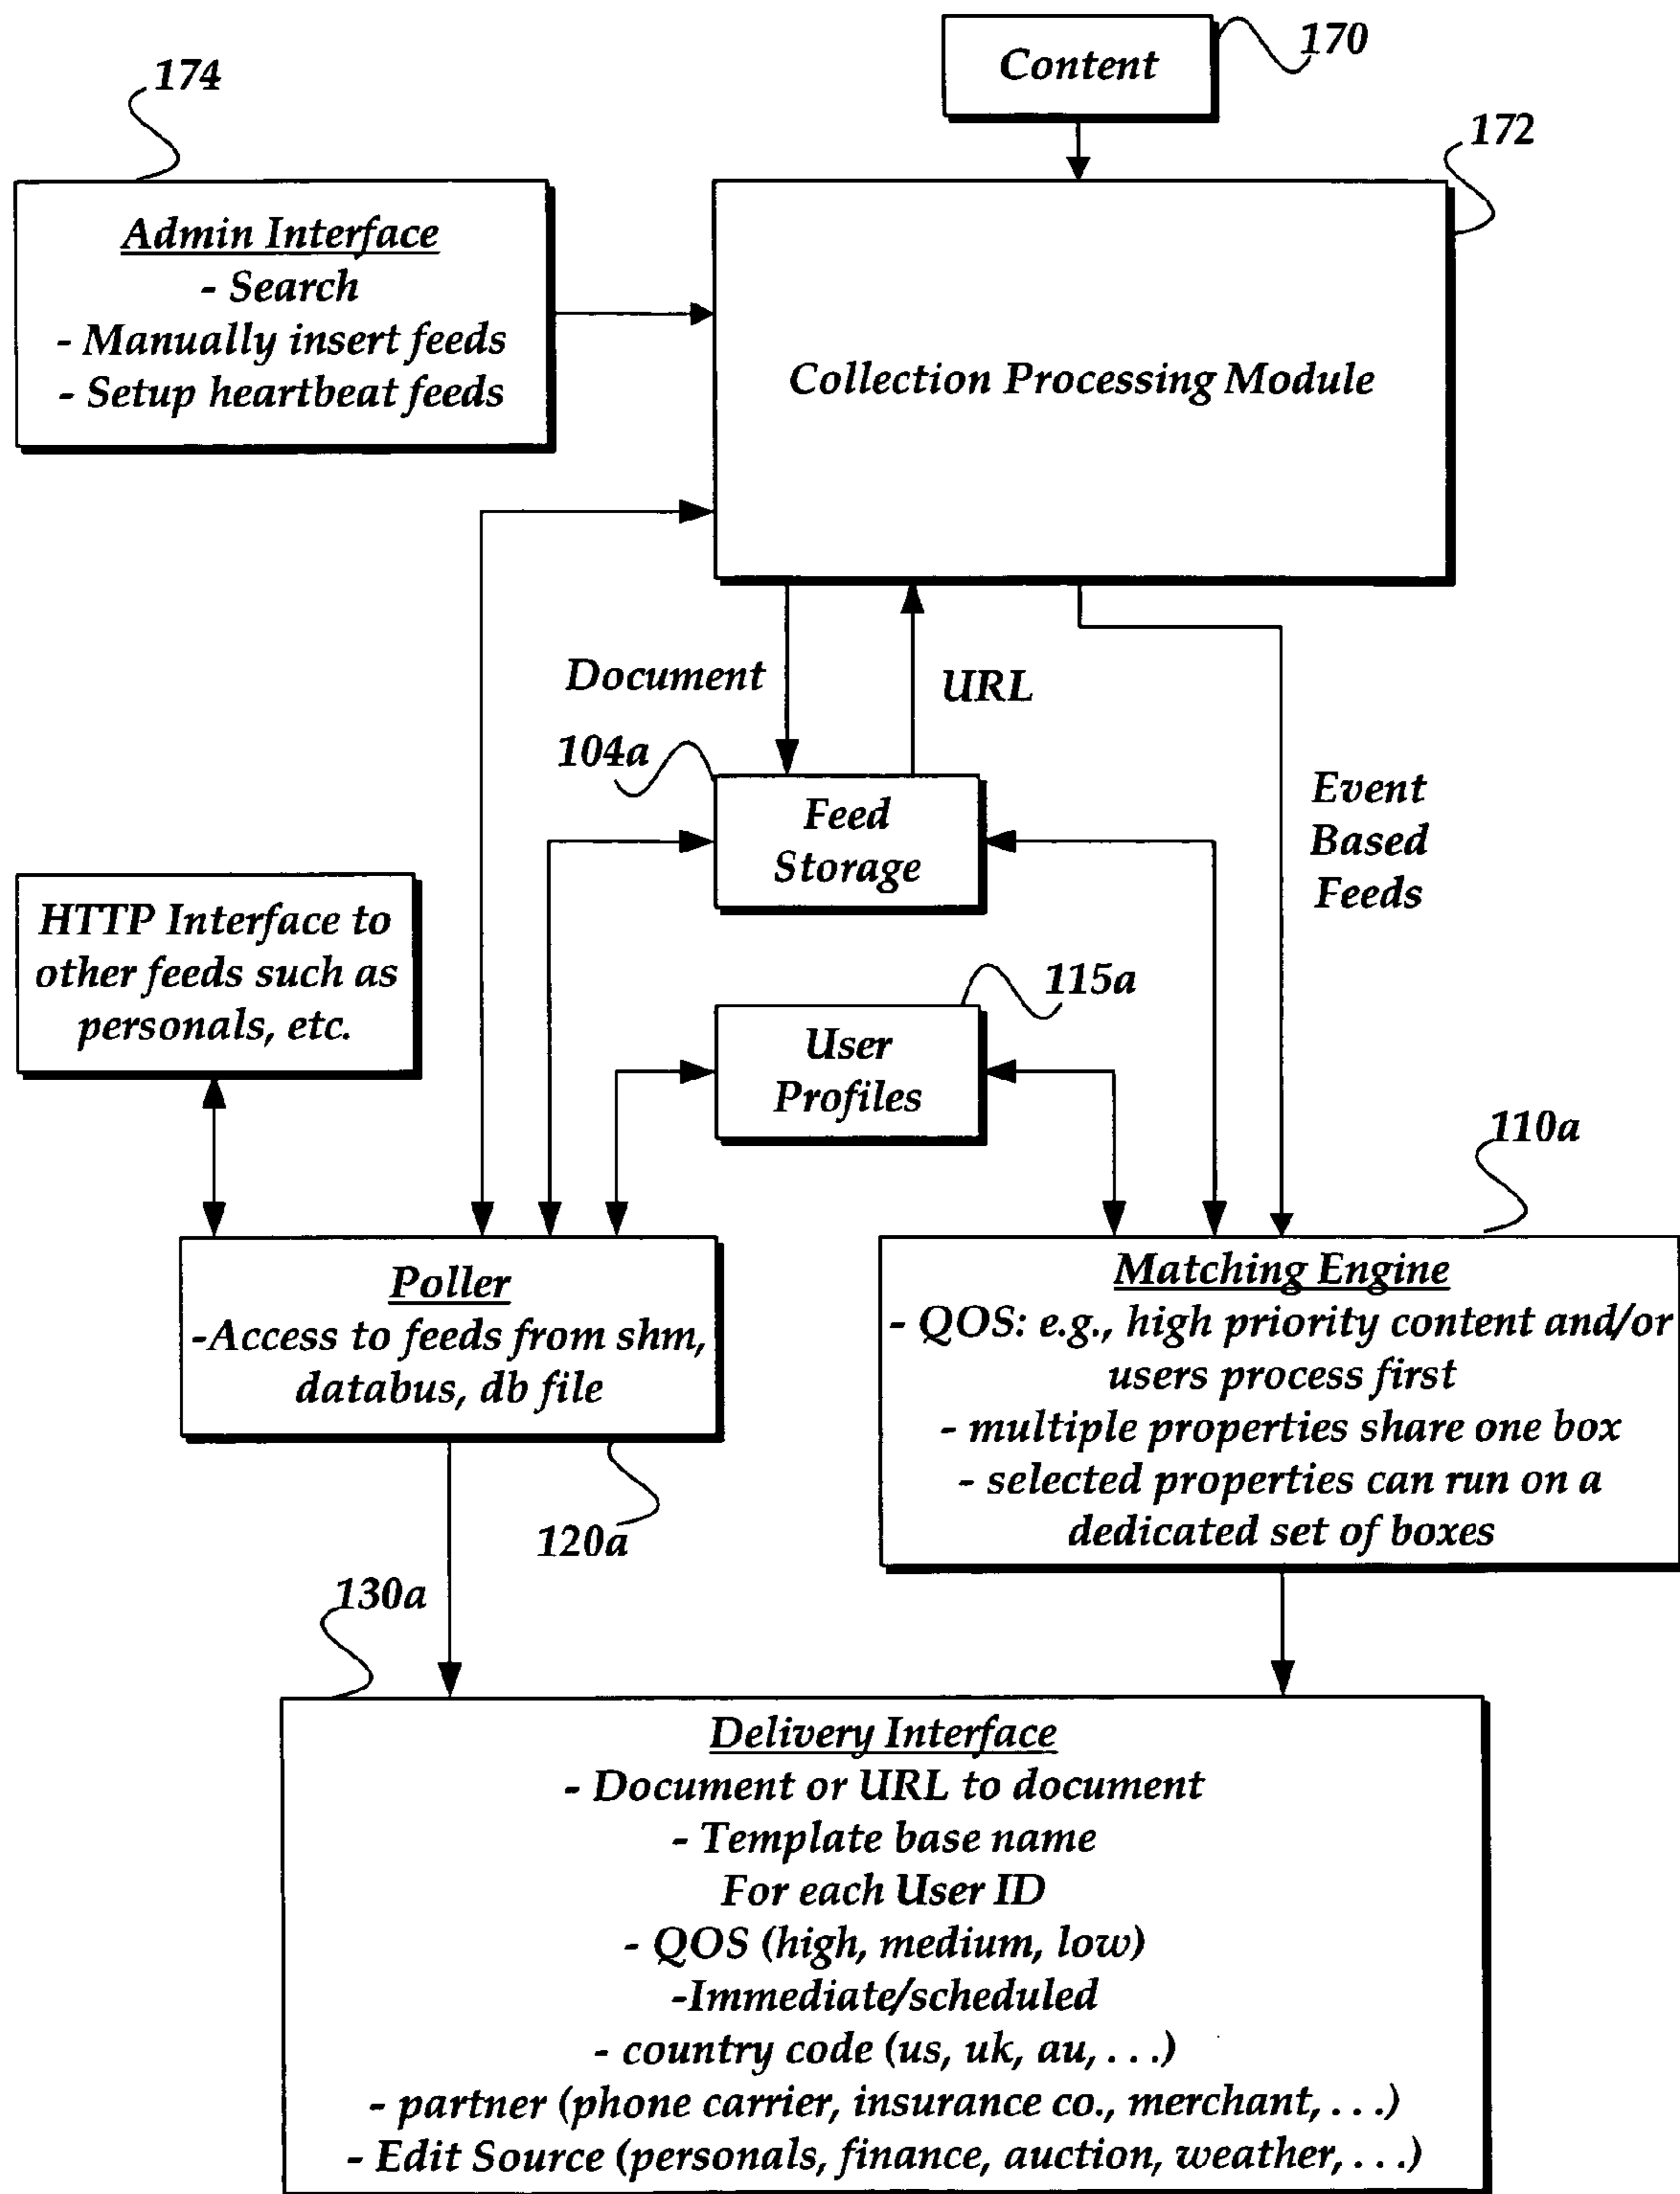 170
Content
174
172
Admin Interface
- Search
- Manually insert feeds
- Setup heartbeat feeds
Collection Processing Module
Document
URL
104a
Feed
Storage
Event
Based
Feeds
HTTP Interface to
other feeds such as
personals, etc.
115a
User
Profiles
110a
Poller
-Access to feeds from shm,
databus, db file
120a
Matching Engine
- QOS: e.g., high priority content and/or
users process first
- multiple properties share one box
- selected properties can run on a
dedicated set of boxes
130a
Delivery Interface
- Document or URL to document
- Template base name
For each User ID
- QOS (high, medium, low)
-Immediate/scheduled
- country code (us, uk, au, . . .)
- partner (phone carrier, insurance co., merchant, . . .)
- Edit Source (personals, finance, auction, weather, . . .)